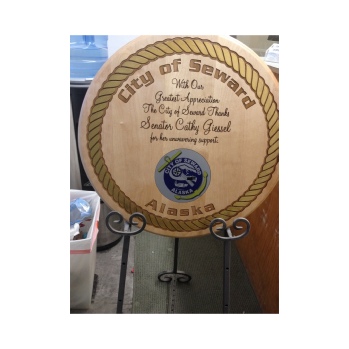 City of Seward
With Our
Greatest Appreciation
The City of Seward Thanks
Senator Cathy Giessel
for her unwavering support.
CITY OF SEWARD
ALASKA
Alaska